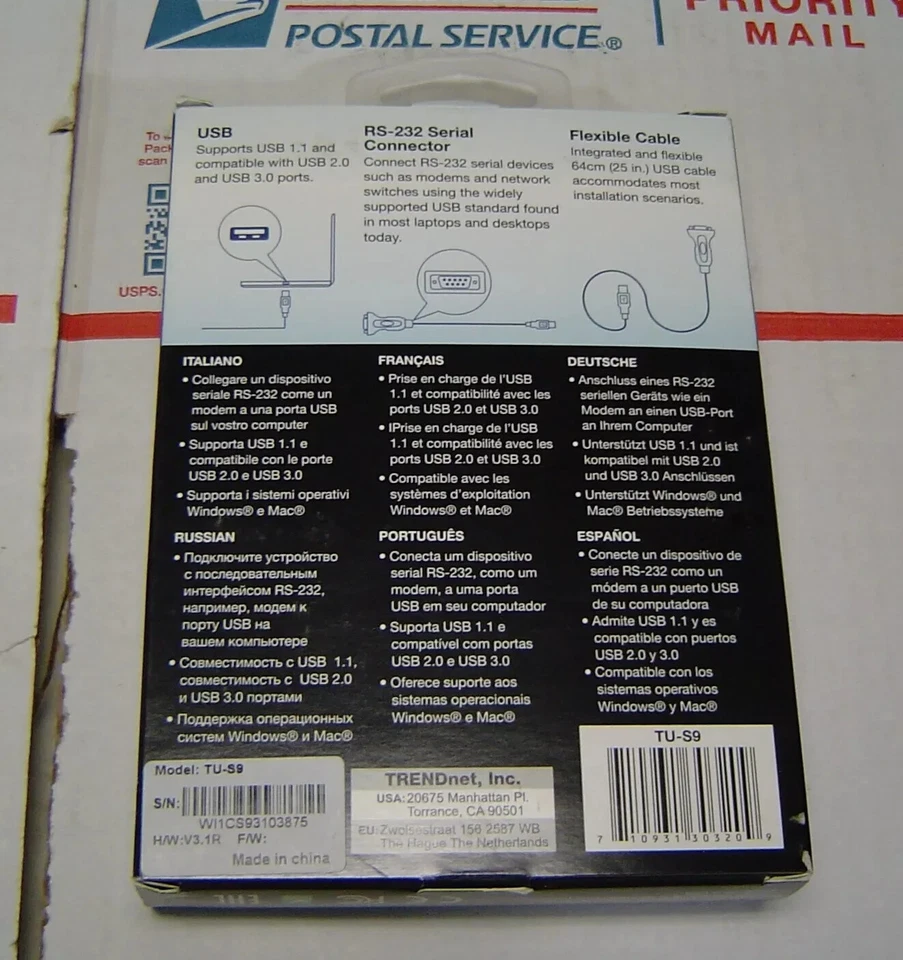 POSTAL SERVICE®
PRIORITY
MAIL
To
Pack
scan
USPS.
USB
Supports USB 1.1 and
compatible with USB 2.0
and USB 3.0 ports.
RS-232 Serial
Connector
Connect RS-232 serial devices
such as modems and network
switches using the widely
supported USB standard found
in most laptops and desktops
today.
Flexible Cable
Integrated and flexible
64cm (25 in.) USB cable
accommodates most
installation scenarios.
ITALIANO
• Collegare un dispositivo
seriale RS-232 come un
modem a una porta USB
sul vostro computer
• Supporta USB 1.1 e
compatibile con le porte
USB 2.0 e USB 3.0
• Supporta i sistemi operativi
Windows® e Mac®
FRANÇAIS
• Prise en charge de l'USB
1.1 et compatibilité avec les
ports USB 2.0 et USB 3.0
• IPrise en charge de l'USB
1.1 et compatibilité avec les
ports USB 2.0 et USB 3.0
• Compatible avec les
systèmes d'exploitation
Windows® et Mac®
DEUTSCHE
• Anschluss eines RS-232
seriellen Geräts wie ein
Modem an einen USB-Port
an Ihrem Computer
• Unterstützt USB 1.1 und ist
kompatibel mit USB 2.0
und USB 3.0 Anschlüssen
• Unterstützt Windows® und
Mac® Betriebssysteme
RUSSIAN
• Подключите устройство
с последовательным
интерфейсом RS-232,
например, модем к
порту USB на
вашем компьютере
• Совместимость с USB 1.1,
совместимость с USB 2.0
и USB 3.0 портами
• Поддержка операционных
систем Windows® и Mac®
PORTUGUÊS
• Conecta um dispositivo
serial RS-232, como um
modem, a uma porta
USB em seu computador
• Suporta USB 1.1 e
compatível com portas
USB 2.0 e USB 3.0
• Oferece suporte aos
sistemas operacionais
Windows® e Mac®
ESPAÑOL
• Conecte un dispositivo de
serie RS-232 como un
módem a un puerto USB
de su computadora
• Admite USB 1.1 y es
compatible con puertos
USB 2.0 y 3.0
• Compatible con los
sistemas operativos
Windows® y Mac®
Model: TU-S9
S/N:
WI1CS93103875
H/W:V3.1R F/W:
Made in china
TRENDnet, Inc.
USA: 20675 Manhattan Pl.
Torrance, CA 90501
EU: Zwolsestraat 156 2587 WB
The Hague The Netherlands
TU-S9
7 10931 30320 9